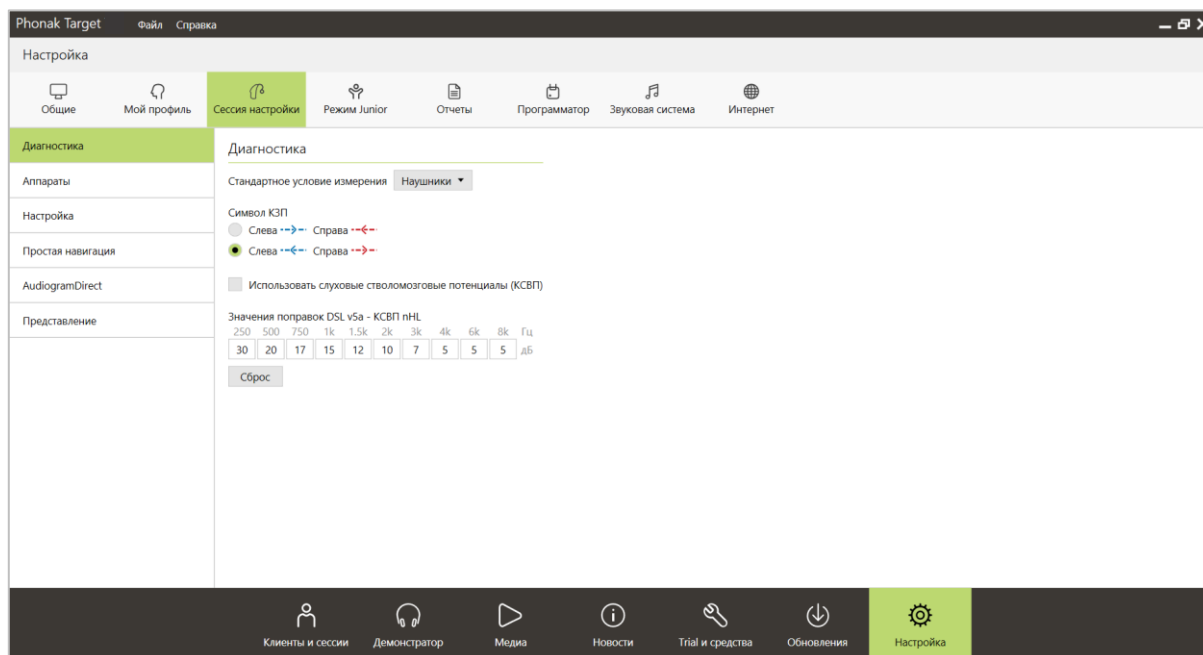 Phonak Target Файл Справка
Настройка
Общие Мой профиль Сессия настройки Режим Junior Отчеты Программатор Звуковая система Интернет
Диагностика
Аппараты
Настройка
Простая навигация
AudiogramDirect
Представление
Диагностика
Стандартное условие измерения Наушники
Символ КЗП
Слева Справа
Слева Справа
Использовать слуховые стволомозговые потенциалы (КСВП)
Значения поправок DSL v5a - КСВП nHL
250 500 750 1k 1.5k 2k 3k 4k 6k 8k Гц
30 20 17 15 12 10 7 5 5 5 дБ
Сброс
Клиенты и сессии Демонстратор Медиа Новости Trial и средства Обновления Настройка